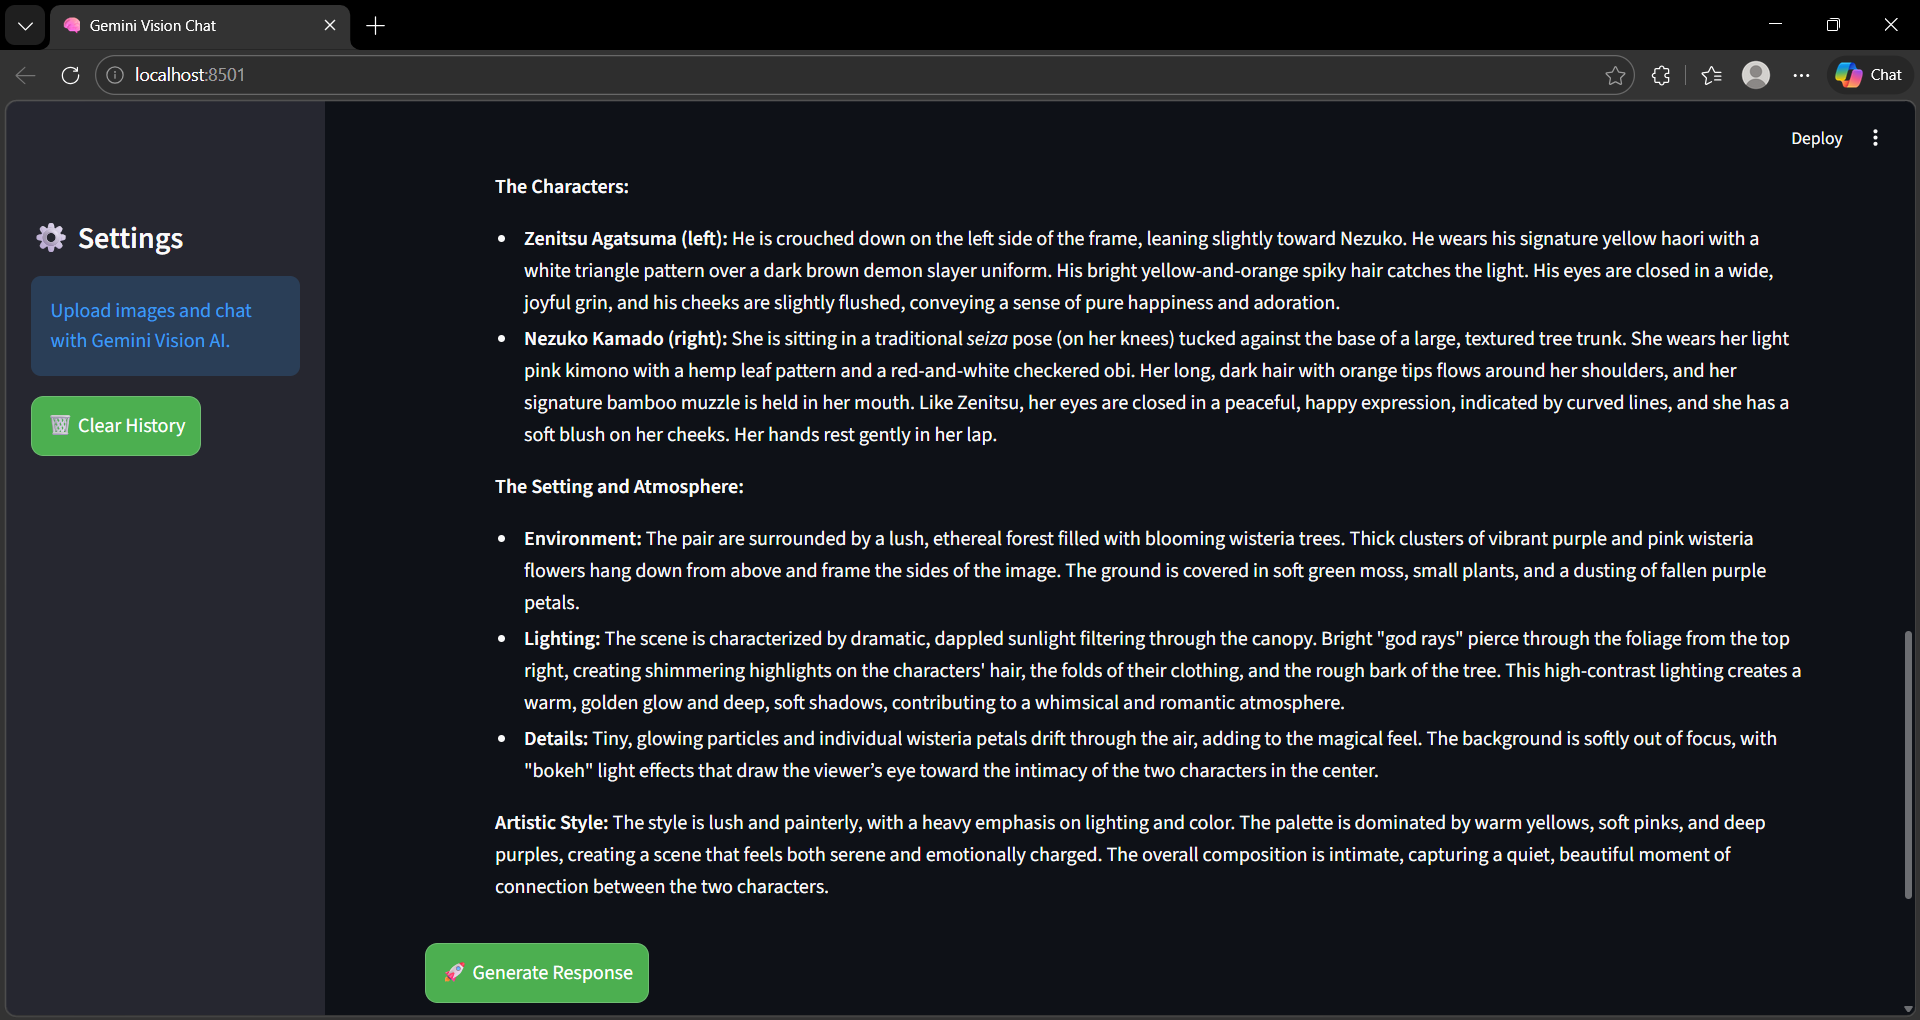 Gemini Vision Chat
localhost:8501
Chat
Deploy
Settings
Upload images and chat
with Gemini Vision AI.
Clear History
The Characters:
• Zenitsu Agatsuma (left): He is crouched down on the left side of the frame, leaning slightly toward Nezuko. He wears his signature yellow haori with a
white triangle pattern over a dark brown demon slayer uniform. His bright yellow-and-orange spiky hair catches the light. His eyes are closed in a wide,
joyful grin, and his cheeks are slightly flushed, conveying a sense of pure happiness and adoration.
• Nezuko Kamado (right): She is sitting in a traditional seiza pose (on her knees) tucked against the base of a large, textured tree trunk. She wears her light
pink kimono with a hemp leaf pattern and a red-and-white checkered obi. Her long, dark hair with orange tips flows around her shoulders, and her
signature bamboo muzzle is held in her mouth. Like Zenitsu, her eyes are closed in a peaceful, happy expression, indicated by curved lines, and she has a
soft blush on her cheeks. Her hands rest gently in her lap.
The Setting and Atmosphere:
• Environment: The pair are surrounded by a lush, ethereal forest filled with blooming wisteria trees. Thick clusters of vibrant purple and pink wisteria
flowers hang down from above and frame the sides of the image. The ground is covered in soft green moss, small plants, and a dusting of fallen purple
petals.
• Lighting: The scene is characterized by dramatic, dappled sunlight filtering through the canopy. Bright "god rays" pierce through the foliage from the top
right, creating shimmering highlights on the characters' hair, the folds of their clothing, and the rough bark of the tree. This high-contrast lighting creates a
warm, golden glow and deep, soft shadows, contributing to a whimsical and romantic atmosphere.
• Details: Tiny, glowing particles and individual wisteria petals drift through the air, adding to the magical feel. The background is softly out of focus, with
"bokeh" light effects that draw the viewer’s eye toward the intimacy of the two characters in the center.
Artistic Style: The style is lush and painterly, with a heavy emphasis on lighting and color. The palette is dominated by warm yellows, soft pinks, and deep
purples, creating a scene that feels both serene and emotionally charged. The overall composition is intimate, capturing a quiet, beautiful moment of
connection between the two characters.
Generate Response